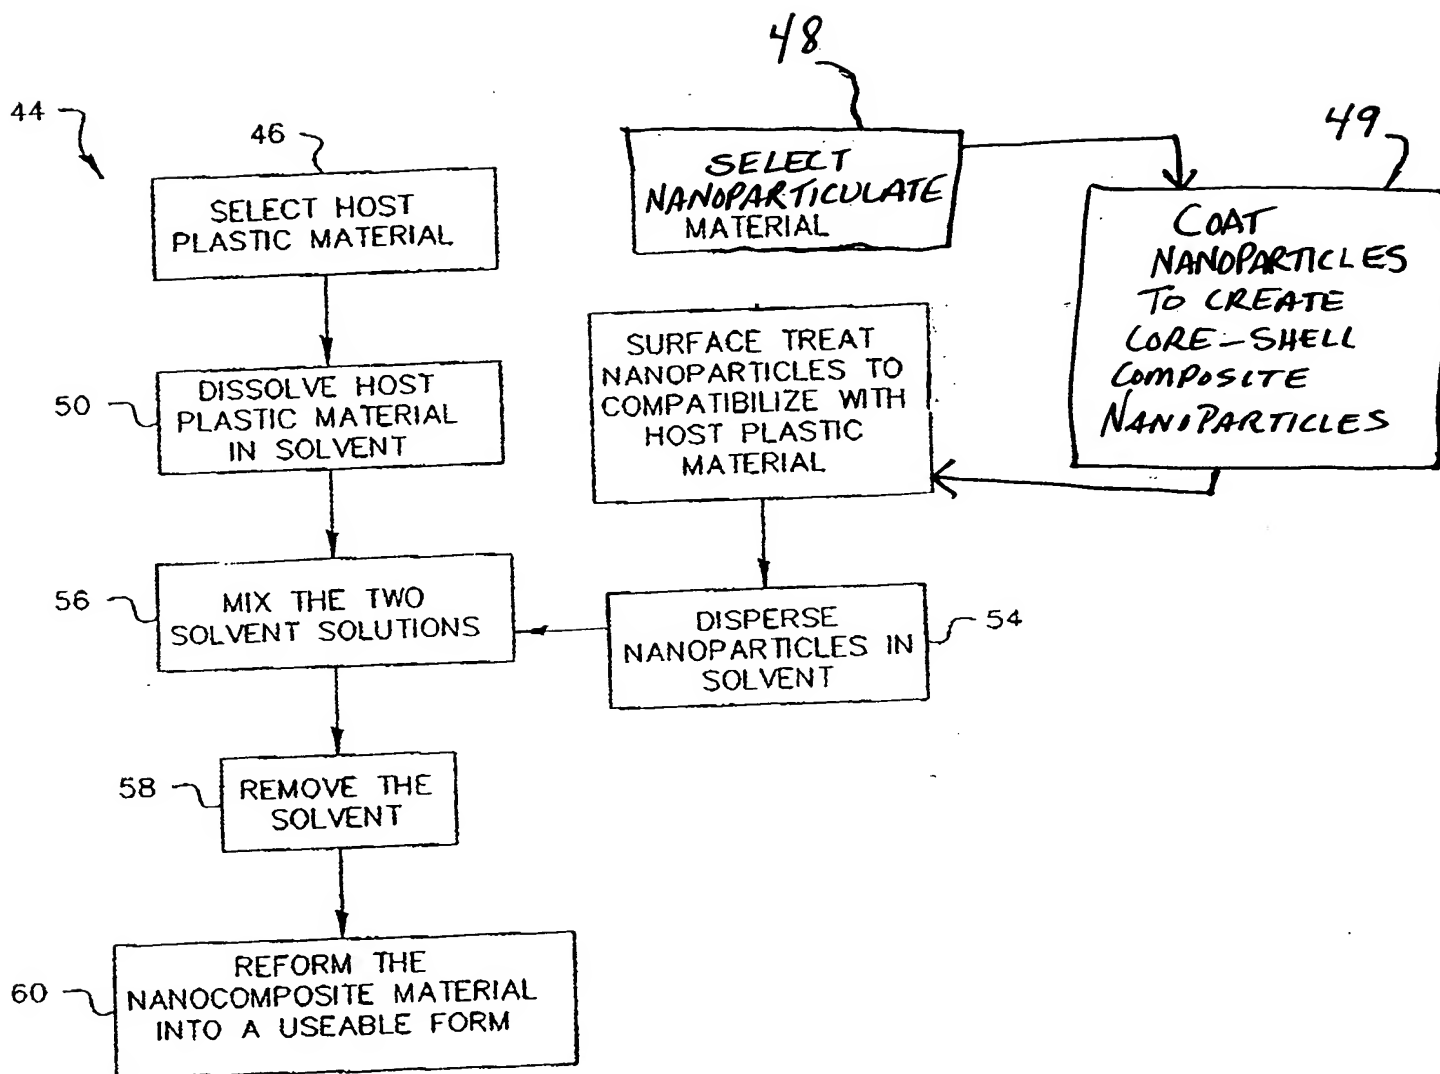 44
46
SELECT HOST
PLASTIC MATERIAL
48
SELECT
NANOPARTICULATE
MATERIAL
49
COAT
NANOPARTICLES
TO CREATE
CORE-SHELL
COMPOSITE
NANOPARTICLES
50
DISSOLVE HOST
PLASTIC MATERIAL
IN SOLVENT
SURFACE TREAT
NANOPARTICLES TO
COMPATIBILIZE WITH
HOST PLASTIC
MATERIAL
56
MIX THE TWO
SOLVENT SOLUTIONS
DISPERSE
NANOPARTICLES IN
SOLVENT
54
58
REMOVE THE
SOLVENT
60
REFORM THE
NANOCOMPOSITE MATERIAL
INTO A USEABLE FORM